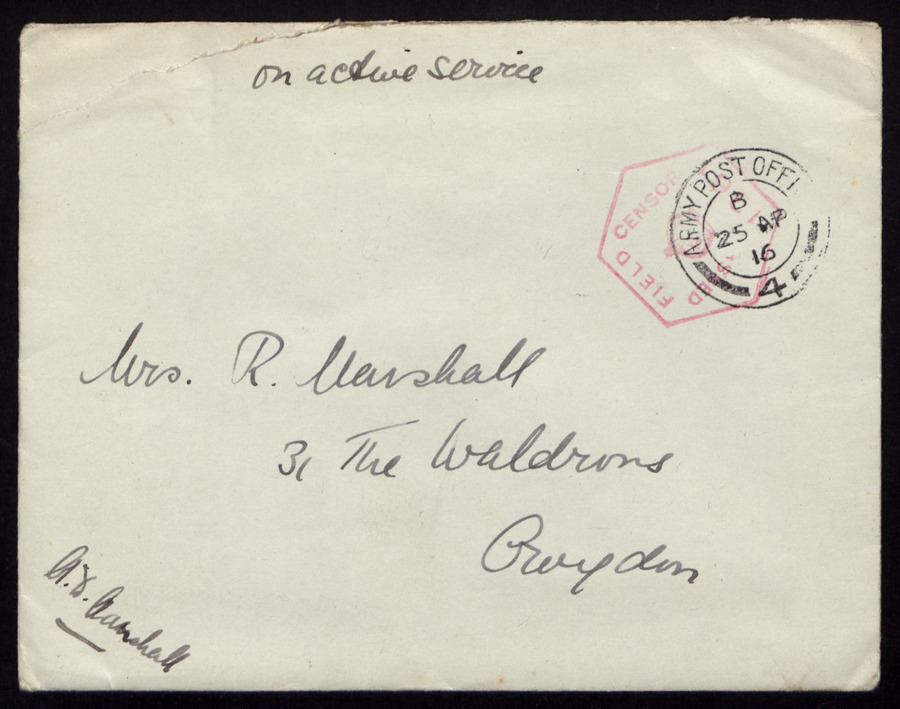 on active service
CENSOR
FIELD
ED
ARMY POST OFFI
B
25 AP
16
4
Mrs. R. Marshall
31 The Waldrons
Croydon
Marshall